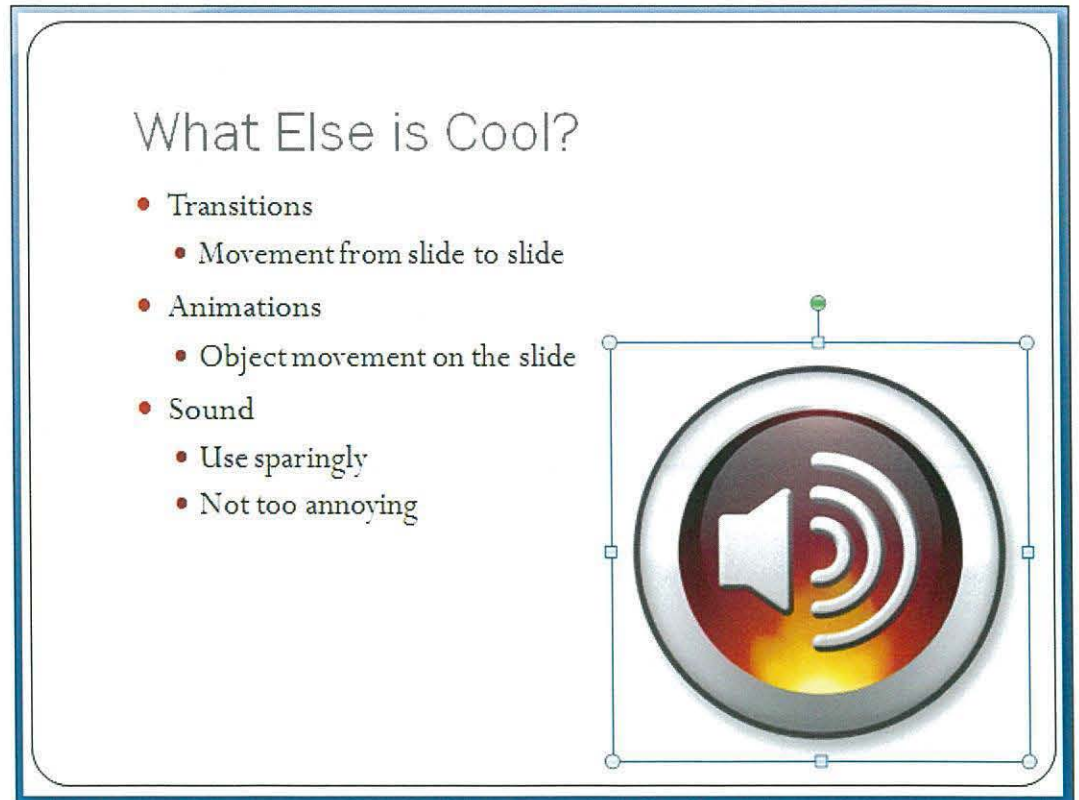 What Else is Cool?
• Transitions
• Movement from slide to slide
• Animations
• Object movement on the slide
• Sound
• Use sparingly
• Not too annoying